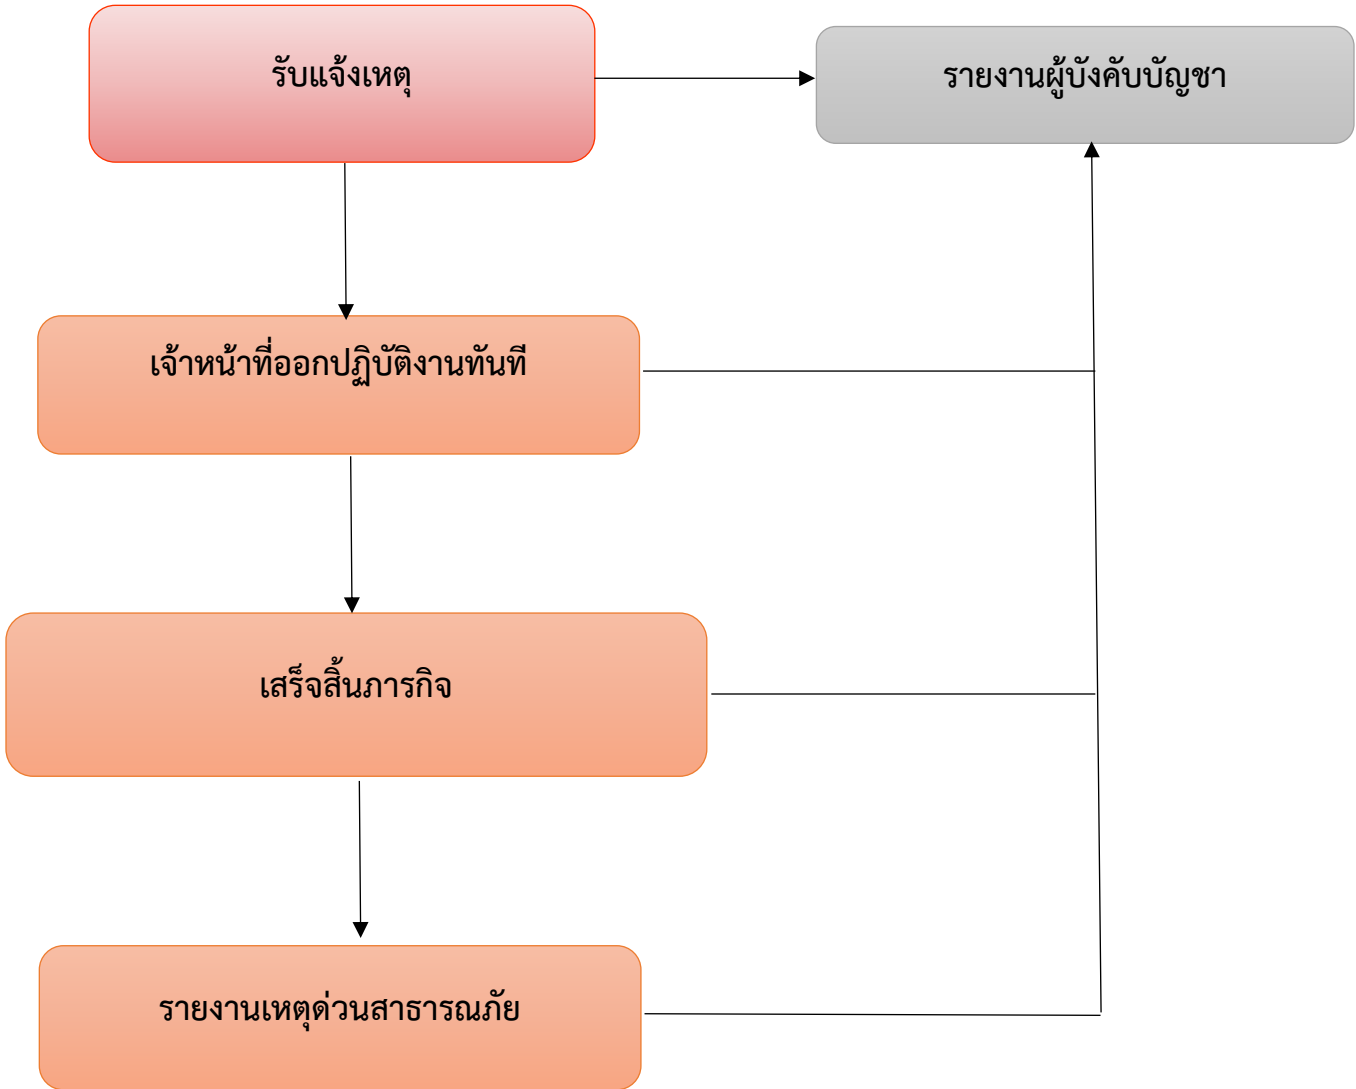 รับแจ้งเหตุ
รายงานผู้บังคับบัญชา
เจ้าหน้าที่ออกปฏิบัติงานทันที
เสร็จสิ้นภารกิจ
รายงานเหตุด่วนสาธารณภัย